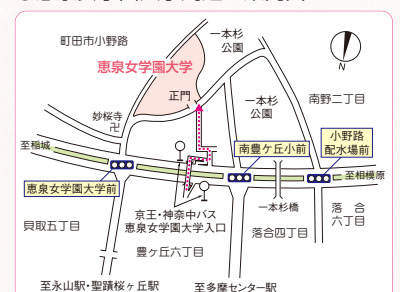 町田市小野路
一本杉
公園
恵泉女学園大学
正門
N
南野二丁目
妙桜寺
卍
一本杉
公園
小野路
配水場前
南豊ケ丘小前
至稲城
至相模原
恵泉女学園大学前
京王・神奈中バス
恵泉女学園大学入口
一本杉橋
落合
六丁目
貝取五丁目
落合四丁目
豊ケ丘六丁目
至永山駅・聖蹟桜ヶ丘駅
至多摩センター駅